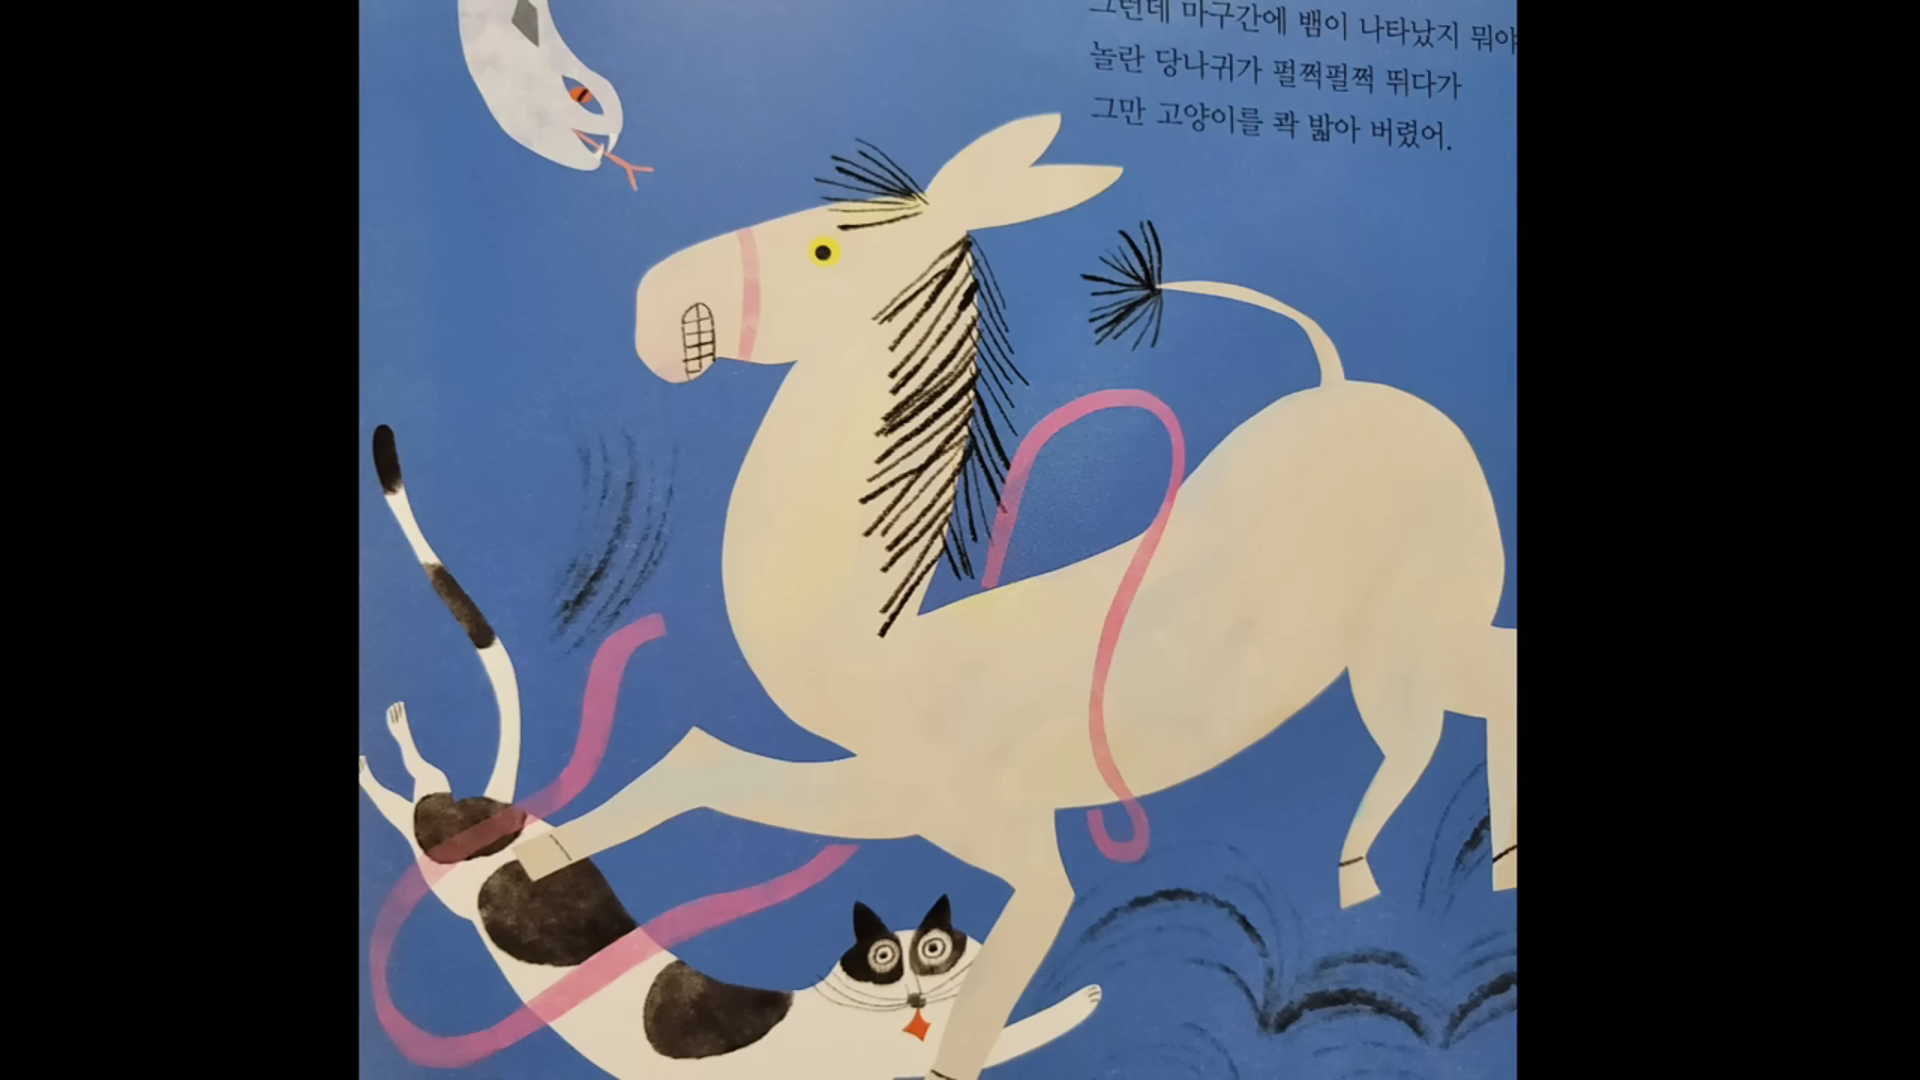 그런데 마구간에 뱀이 나타났지 뭐야
놀란 당나귀가 펄쩍펄쩍 뛰다가
그만 고양이를 콱 밟아 버렸어.